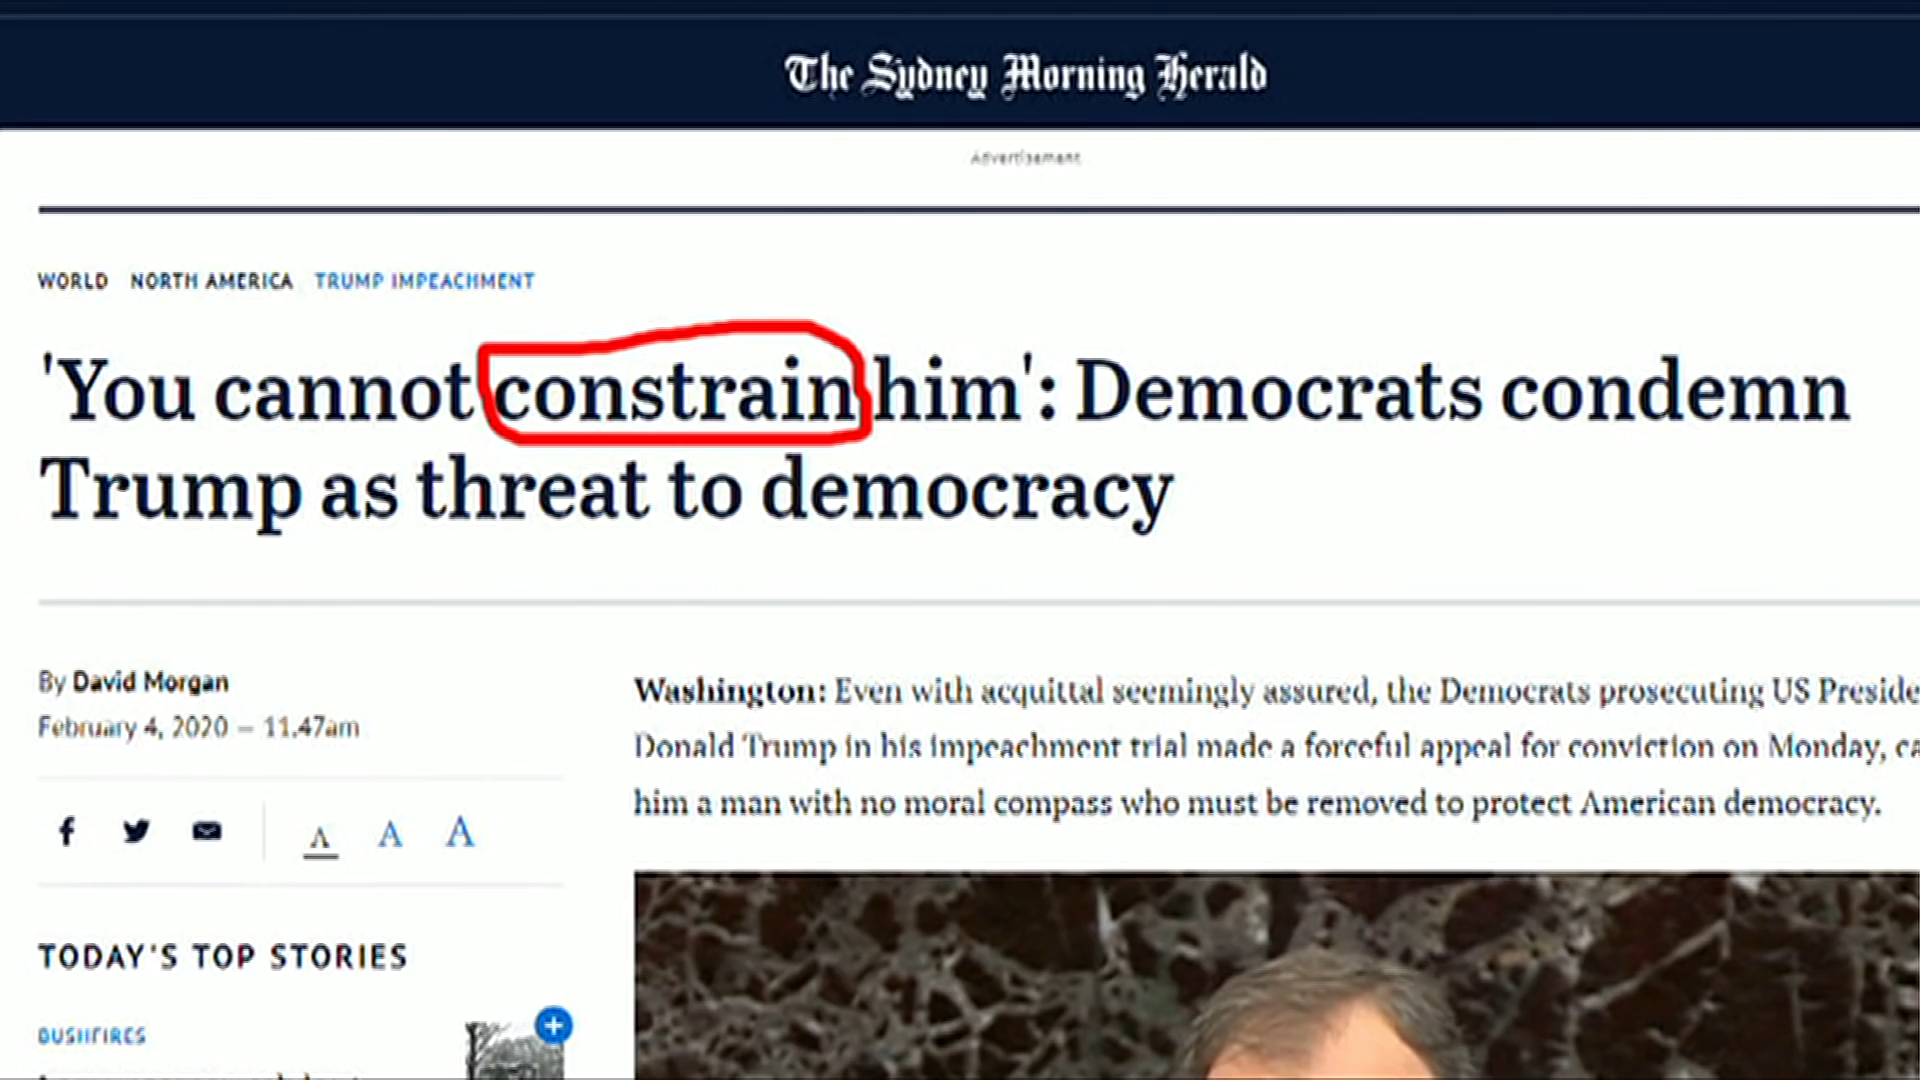 The Sydney Morning Herald
Advertisement
WORLD NORTH AMERICA TRUMP IMPEACHMENT
'You cannot constrain him': Democrats condemn
Trump as threat to democracy
By David Morgan
February 4, 2020 — 11.47am
Washington: Even with acquittal seemingly assured, the Democrats prosecuting US Preside
Donald Trump in his impeachment trial made a forceful appeal for conviction on Monday, ca
him a man with no moral compass who must be removed to protect American democracy.
A A A
TODAY'S TOP STORIES
BUSHFIRES